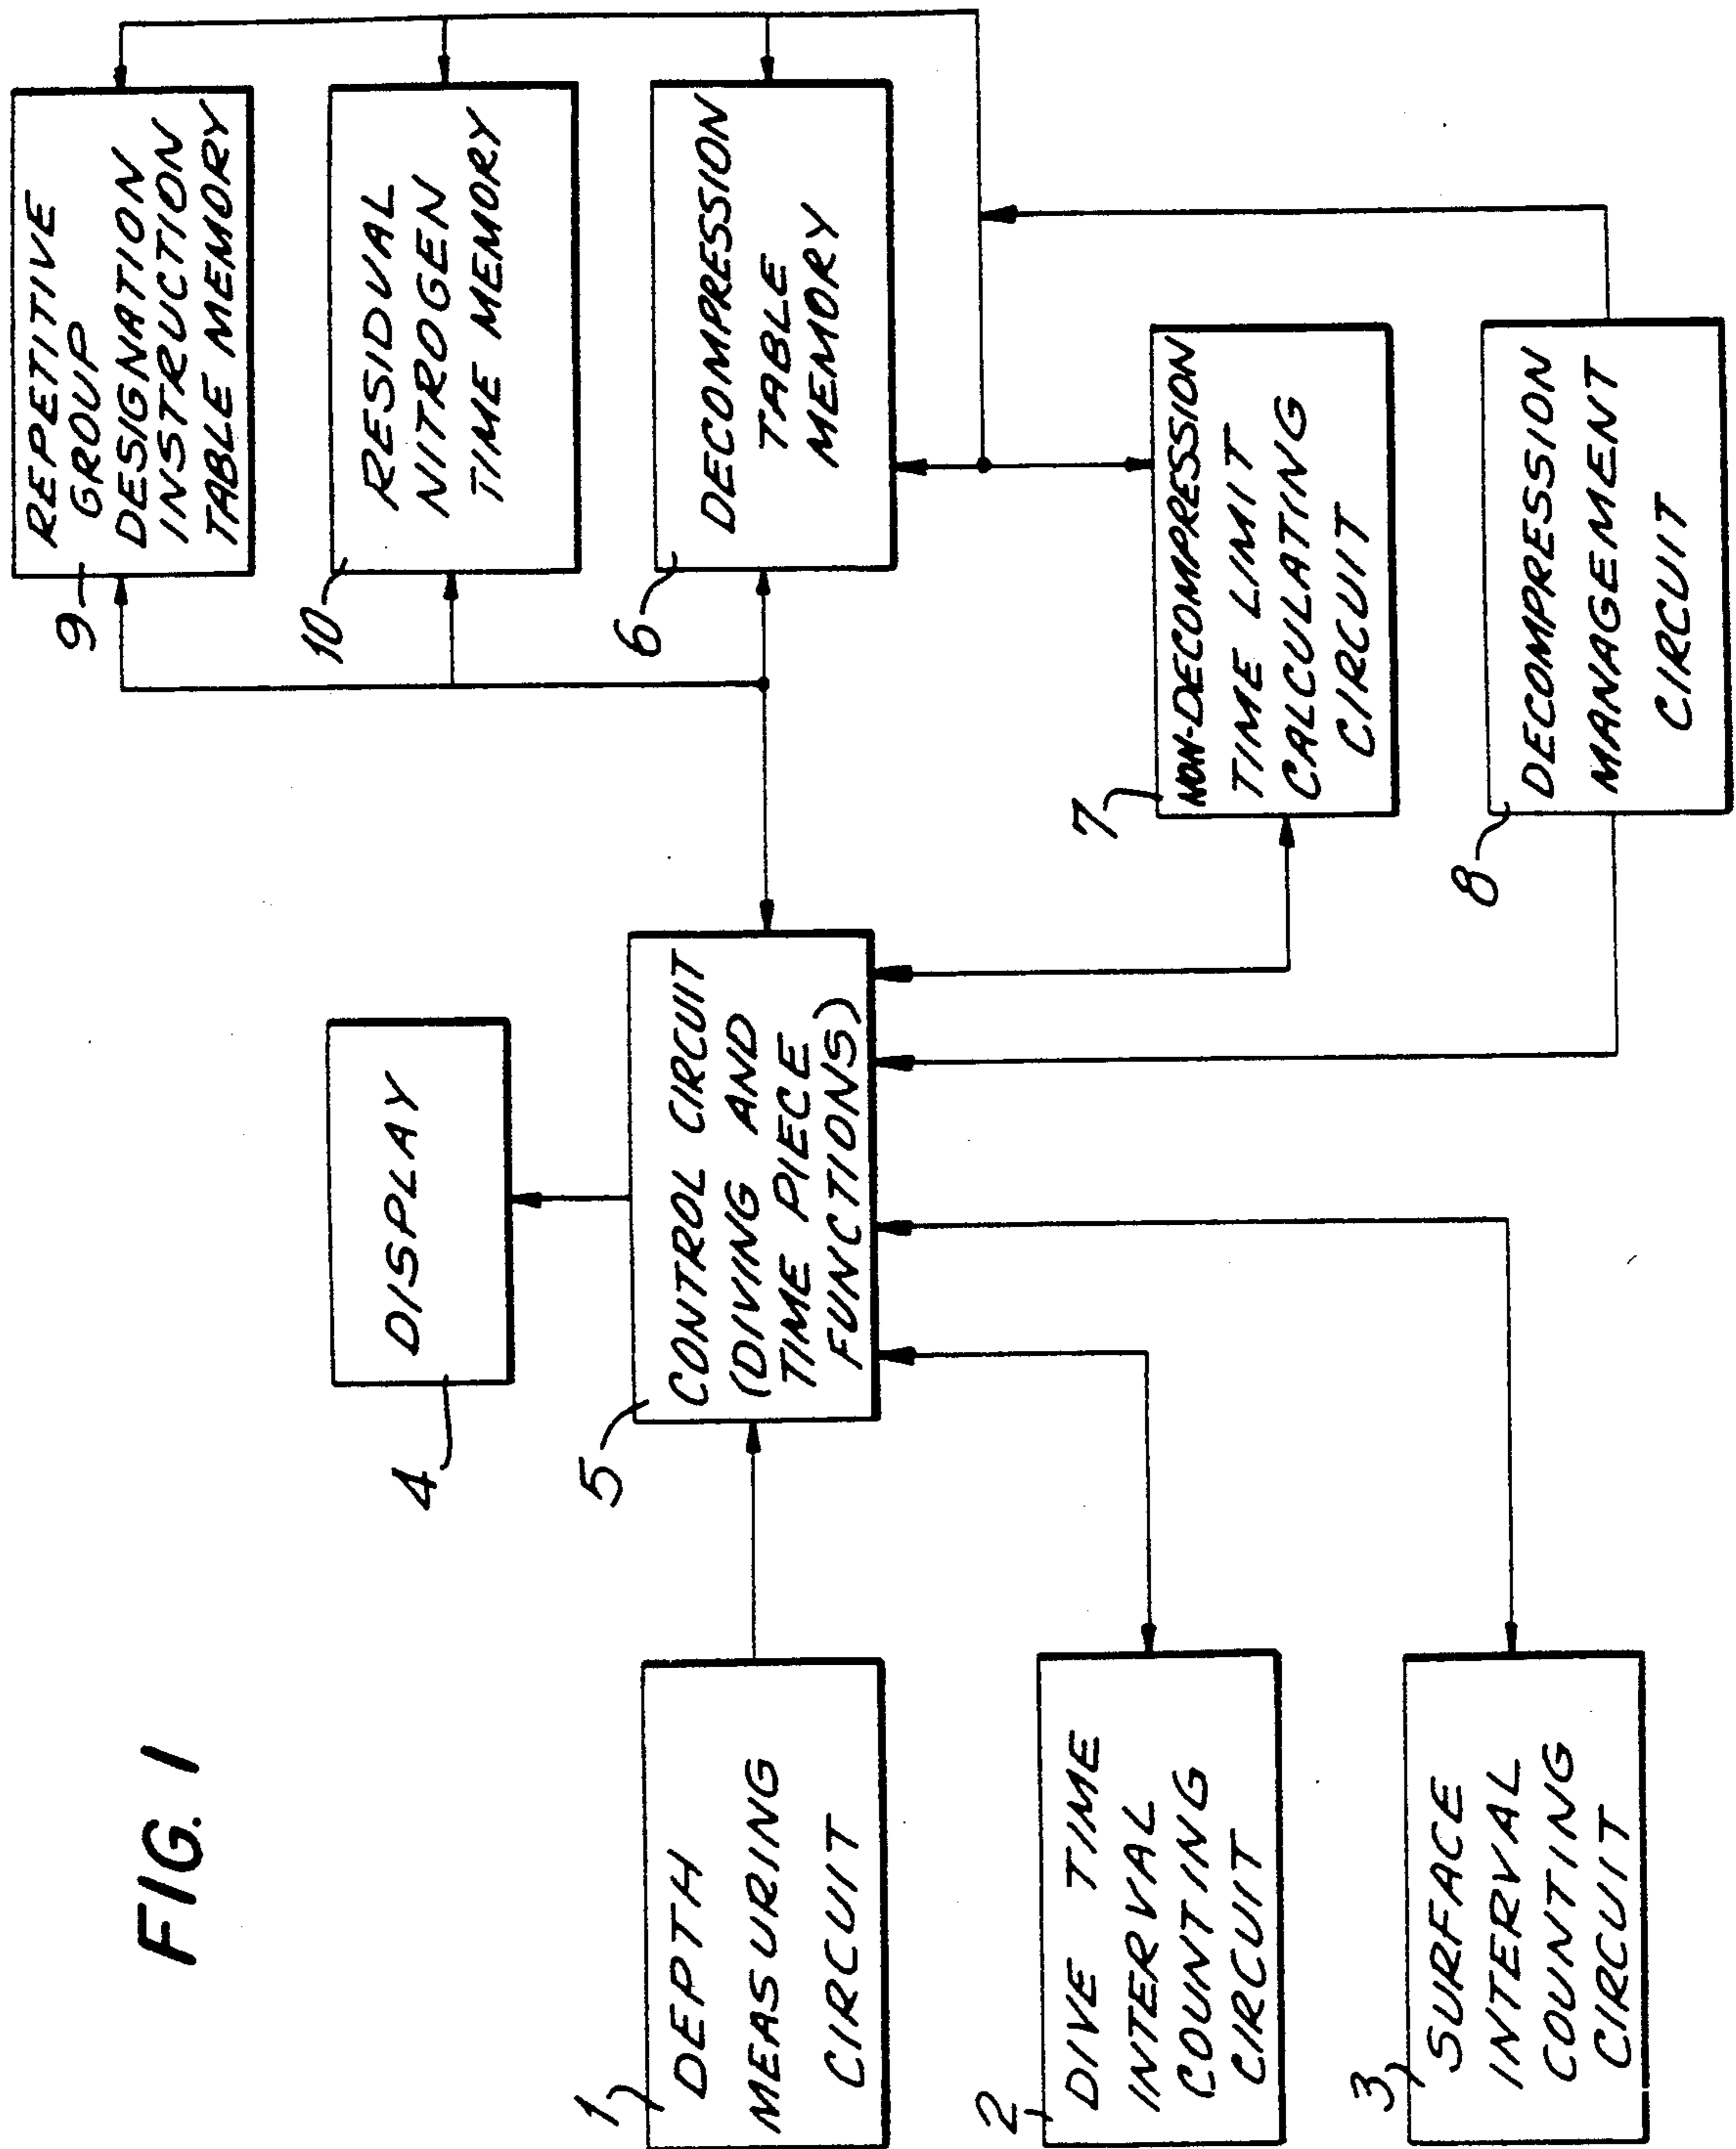 FIG. 1
1
DEPTH
MEASURING
CIRCUIT
2
DIVE TIME
INTERVAL
COUNTING
CIRCUIT
3
SURFACE
INTERVAL
COUNTING
CIRCUIT
4
DISPLAY
5
CONTROL CIRCUIT
(DIVING AND
TIME PIECE
FUNCTIONS)
9
REPETITIVE
GROUP
DESIGNATION
INSTRUCTION
TABLE MEMORY
10
RESIDVAL
NITROGEN
TIME MEMORY
6
DECOMPRESSION
TABLE
MEMORY
7
NON-DECOMPRESSION
TIME LIMIT
CALCULATING
CIRCUIT
8
DECOMPRESSION
MANAGEMENT
CIRCUIT